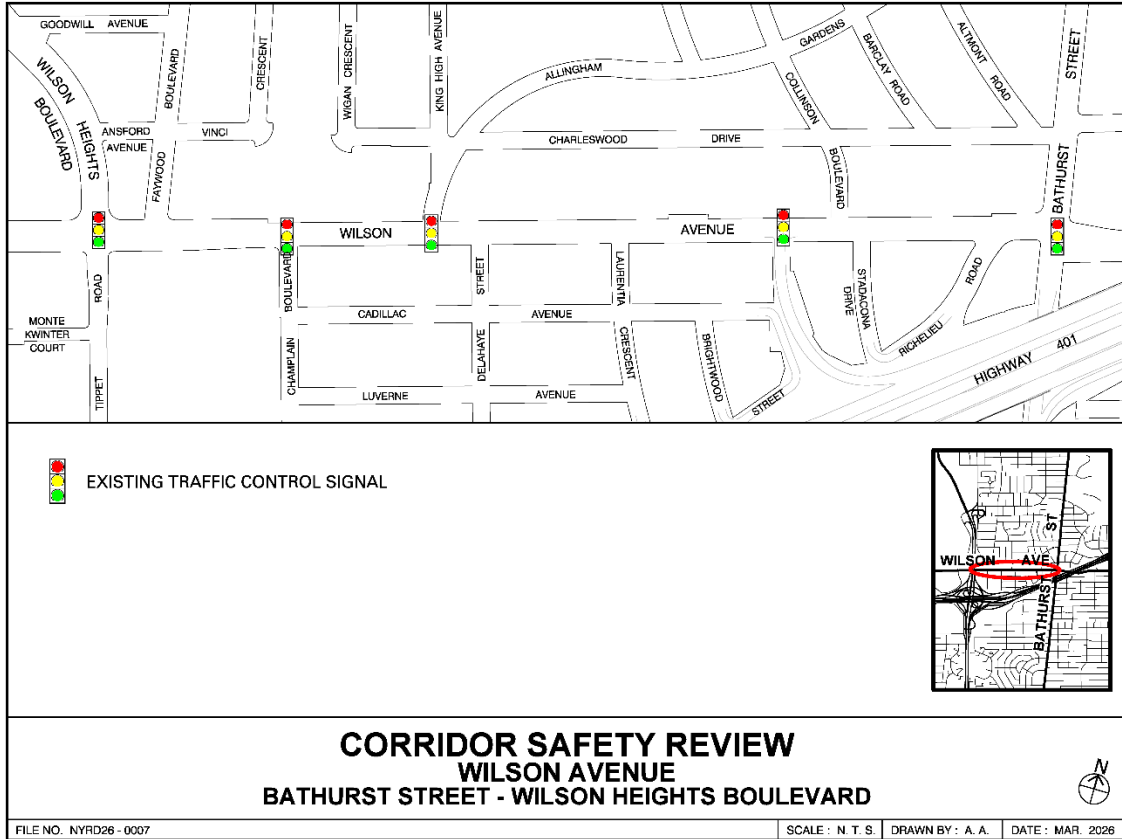 GOODWILL AVENUE
WILSON HEIGHTS
BOULEVARD
BOULEVARD
CRESCENT
WIGAN CRESCENT
KING HIGH AVENUE
ALLINGHAM
GARDENS
BARCLAY ROAD
ALTMONT ROAD
STREET
ANSFORD
AVENUE
VINCI
FAYWOOD
CHARLESWOOD DRIVE
COLLINSON
BOULEVARD
BATHURST
WILSON AVENUE
ROAD
BOULEVARD
STREET
LAURENTIA
STADACONA
DRIVE
ROAD
MONTE
KWINTER
COURT
CADILLAC AVENUE
RICHELIEU
HIGHWAY 401
TIPPET
CHAMPLAIN
DELAHAYE
CRESCENT
BRIGHTWOOD
STREET
LUVERNE AVENUE
EXISTING TRAFFIC CONTROL SIGNAL
WILSON AVE
ST
BATHURST
CORRIDOR SAFETY REVIEW
WILSON AVENUE
BATHURST STREET - WILSON HEIGHTS BOULEVARD
N
FILE NO. NYRD26 - 0007
SCALE : N. T. S.
DRAWN BY : A. A.
DATE : MAR. 2026